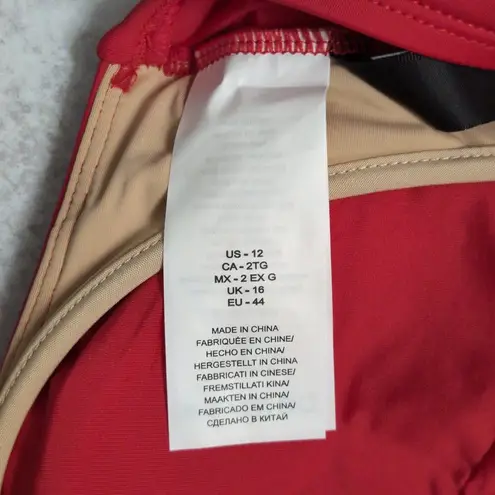 US - 12
CA - 2TG
MX - 2 EX G
UK - 16
EU - 44
MADE IN CHINA
FABRIQUÉE EN CHINE/
HECHO EN CHINA/
HERGESTELLT IN CHINA
FABBRICATI IN CINESE/
FREMSTILLATI KINA/
MAAKTEN IN CHINA/
FABRICADO EM CHINA/
СДЕЛАНО В КИТАЙ